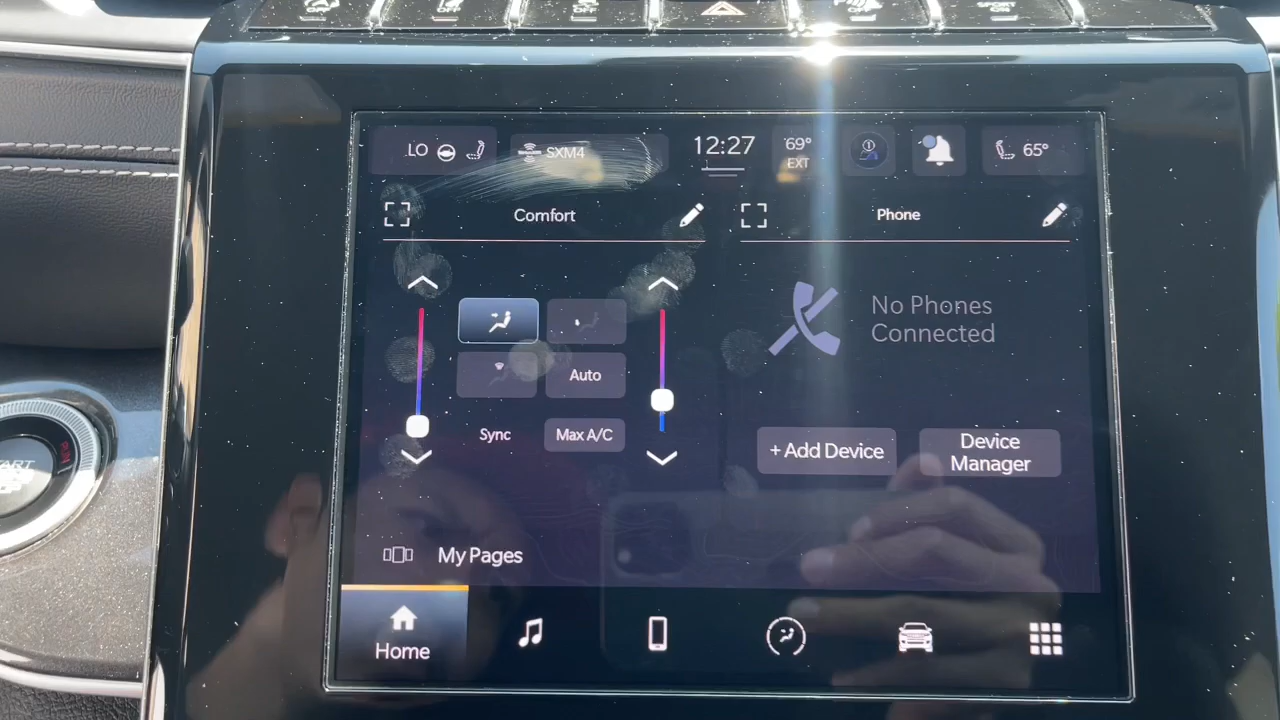 LO
SXM4
12:27
69°
EXT
1
65°
Comfort
Phone
No Phones
Connected
Auto
Sync
Max A/C
+ Add Device
Device
Manager
My Pages
Home